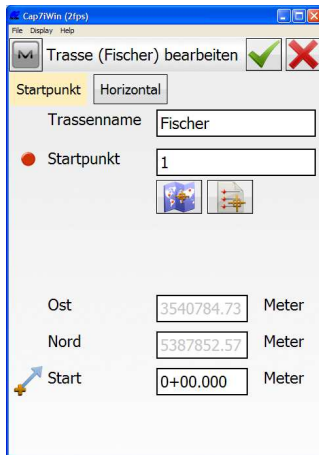 Cap7iWin (2fps)
File Display Help
M Trasse (Fischer) bearbeiten
Startpunkt Horizontal
Trassenname Fischer
Startpunkt 1
Ost 3540784.73 Meter
Nord 5387852.57 Meter
Start 0+00.000 Meter